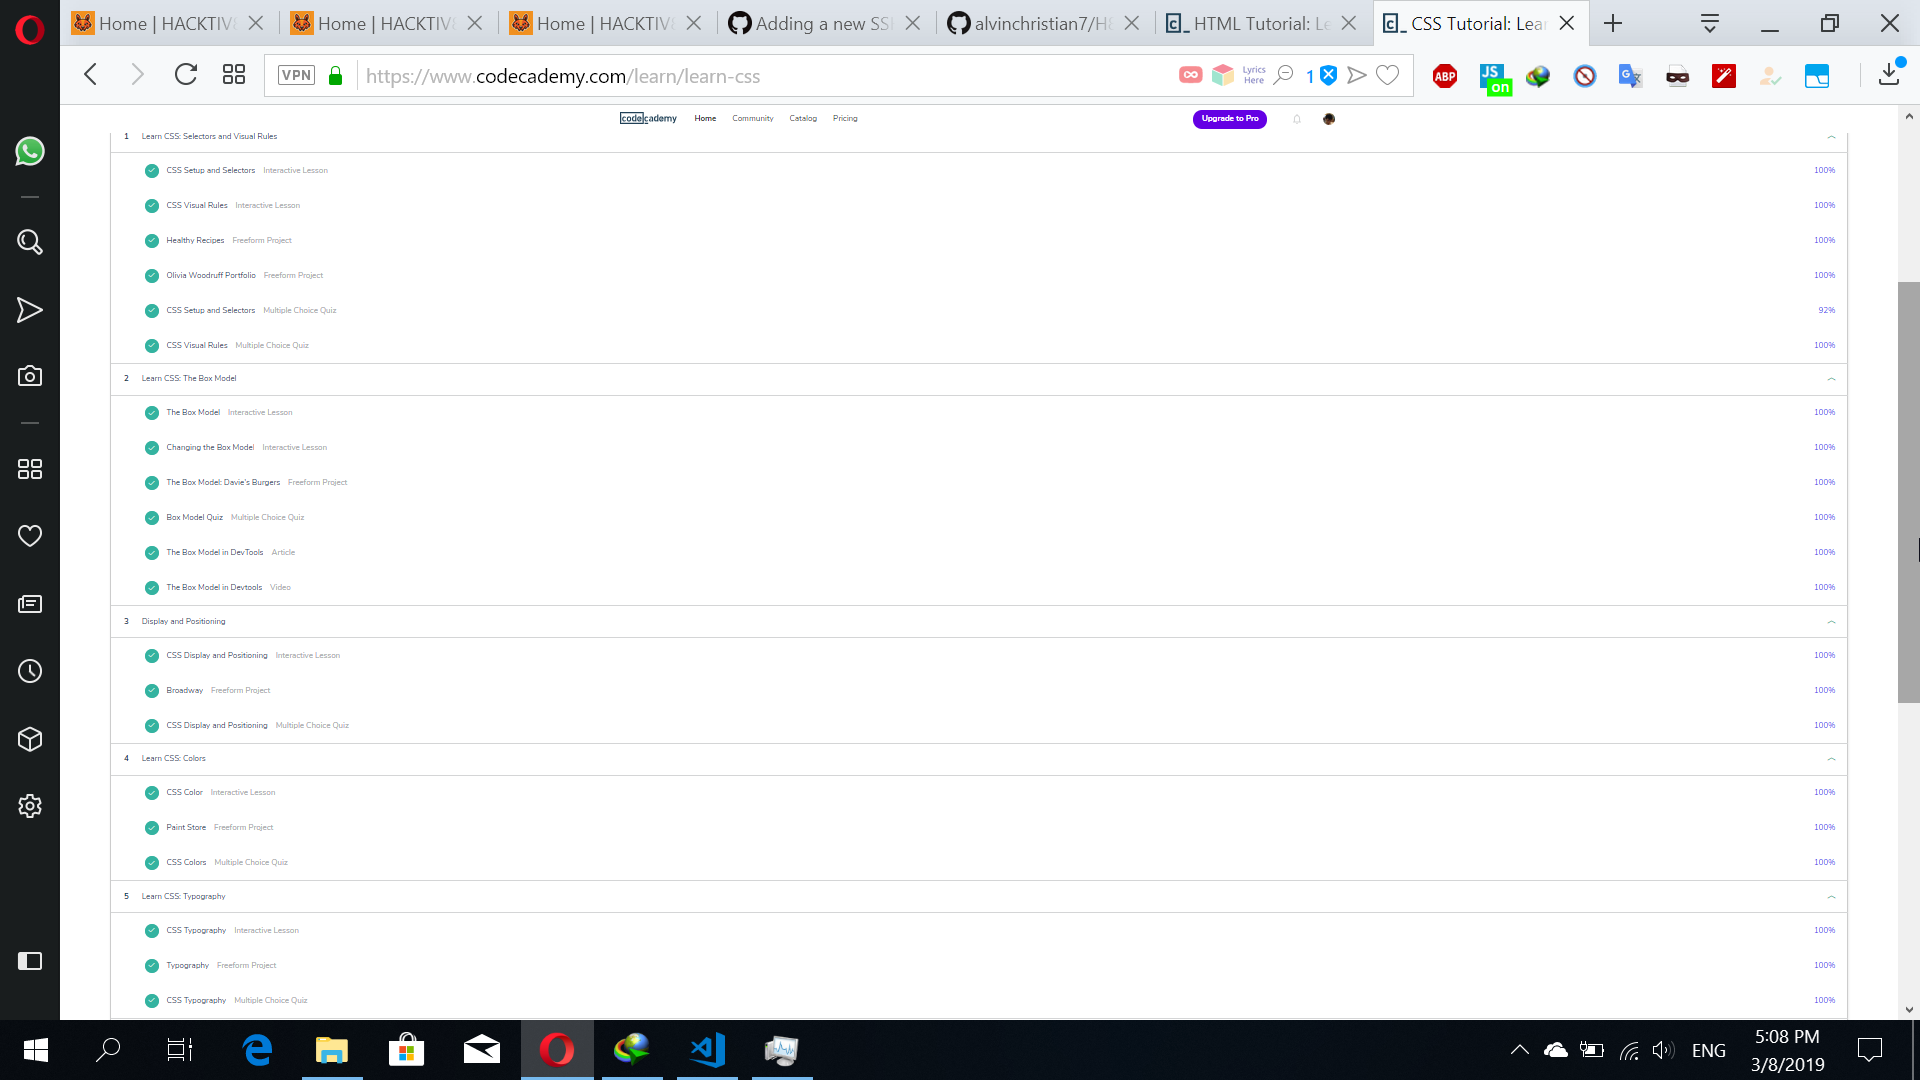 Home | HACKTIV8
Home | HACKTIV8
Home | HACKTIV8
Adding a new SSH
alvinchristian7/H8
HTML Tutorial: Le
CSS Tutorial: Lear
VPN
https://www.codecademy.com/learn/learn-css
Lyrics
Here
1
ABP
JS
on
codecademy
Home
Community
Catalog
Pricing
Upgrade to Pro
1 Learn CSS: Selectors and Visual Rules
CSS Setup and Selectors Interactive Lesson 100%
CSS Visual Rules Interactive Lesson 100%
Healthy Recipes Freeform Project 100%
Olivia Woodruff Portfolio Freeform Project 100%
CSS Setup and Selectors Multiple Choice Quiz 92%
CSS Visual Rules Multiple Choice Quiz 100%
2 Learn CSS: The Box Model
The Box Model Interactive Lesson 100%
Changing the Box Model Interactive Lesson 100%
The Box Model: Davie's Burgers Freeform Project 100%
Box Model Quiz Multiple Choice Quiz 100%
The Box Model in DevTools Article 100%
The Box Model in Devtools Video 100%
3 Display and Positioning
CSS Display and Positioning Interactive Lesson 100%
Broadway Freeform Project 100%
CSS Display and Positioning Multiple Choice Quiz 100%
4 Learn CSS: Colors
CSS Color Interactive Lesson 100%
Paint Store Freeform Project 100%
CSS Colors Multiple Choice Quiz 100%
5 Learn CSS: Typography
CSS Typography Interactive Lesson 100%
Typography Freeform Project 100%
CSS Typography Multiple Choice Quiz 100%
ENG
5:08 PM
3/8/2019